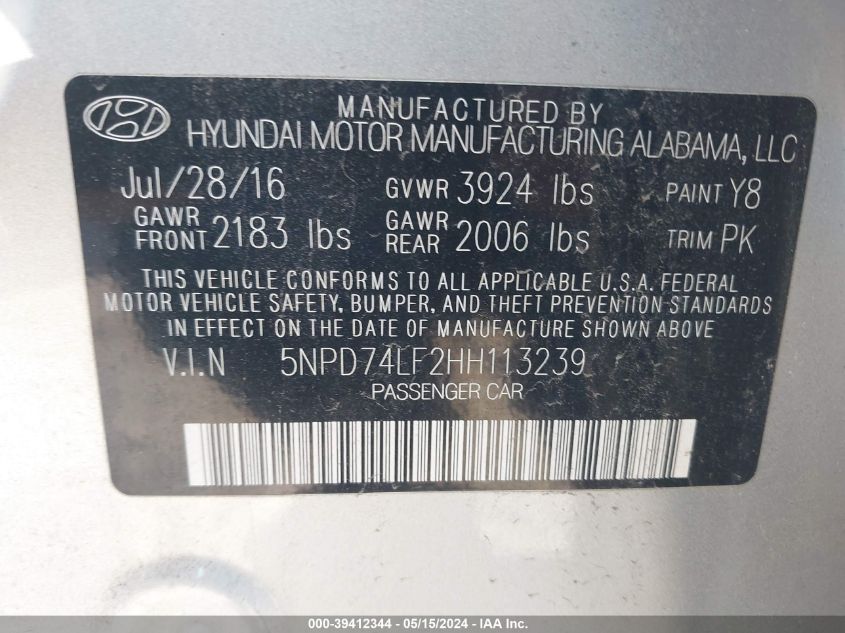 MANUFACTURED BY
HYUNDAI MOTOR MANUFACTURING ALABAMA, LLC
Jul/28/16 GVWR 3924 lbs PAINT Y8
GAWR FRONT 2183 lbs GAWR REAR 2006 lbs TRIM PK
THIS VEHICLE CONFORMS TO ALL APPLICABLE U.S.A. FEDERAL
MOTOR VEHICLE SAFETY, BUMPER, AND THEFT PREVENTION STANDARDS
IN EFFECT ON THE DATE OF MANUFACTURE SHOWN ABOVE
V.I.N 5NPD74LF2HH113239
PASSENGER CAR
000-39412344 - 05/15/2024 - IAAI.COM